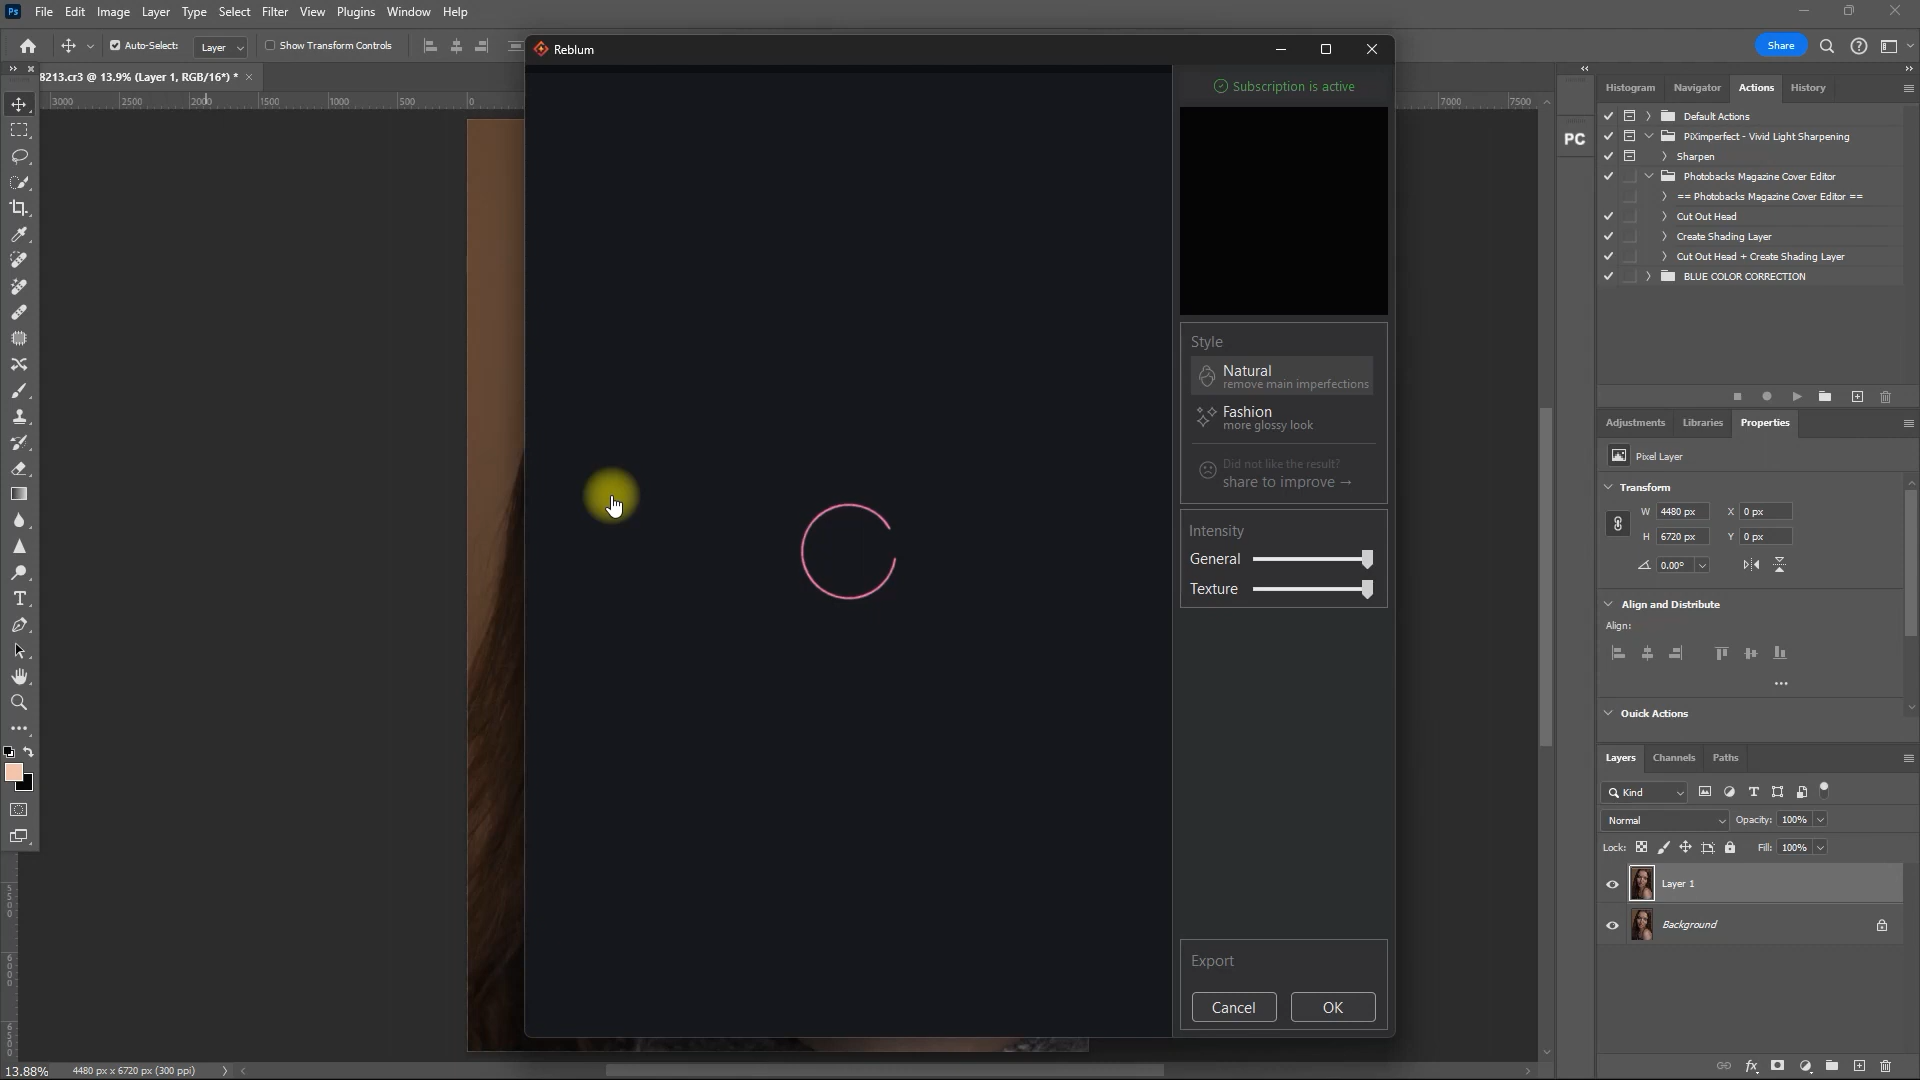 Ps File Edit Image Layer Type Select Filter View Plugins Window Help
Auto-Select: Layer Show Transform Controls
Share
8213.cr3 @ 13.9% (Layer 1, RGB/16*) * ×
3000 2500 2000 1500 1000 500 0 7000 7500
Reblum
Subscription is active
Style
Natural
remove main imperfections
Fashion
more glossy look
Did not like the result?
share to improve →
Intensity
General
Texture
Export
Cancel OK
PC
Histogram Navigator Actions History
Default Actions
PiXimperfect - Vivid Light Sharpening
Sharpen
Photobacks Magazine Cover Editor
== Photobacks Magazine Cover Editor ==
Cut Out Head
Create Shading Layer
Cut Out Head + Create Shading Layer
BLUE COLOR CORRECTION
Adjustments Libraries Properties
Pixel Layer
Transform
W 4480 px X 0 px
H 6720 px Y 0 px
0.00°
Align and Distribute
Align:
Quick Actions
Layers Channels Paths
Kind
Normal Opacity: 100%
Lock: Fill: 100%
Layer 1
Background
5500
6000
6500
13.88% 4480 px x 6720 px (300 ppi)